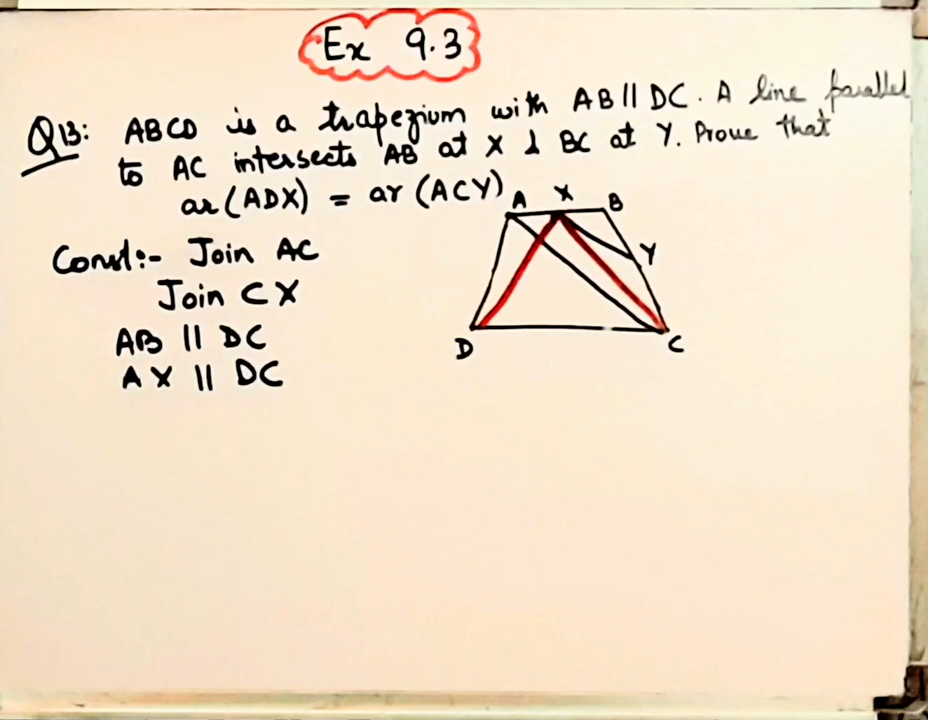 Ex 9.3
Q13: ABCD is a trapezium with AB || DC. A line parallel
to AC intersects AB at X & BC at Y. Prove that
ar(ADX) = ar(ACY)
A X B
Const:- Join AC
Y
Join CX
AB || DC
D C
AX || DC